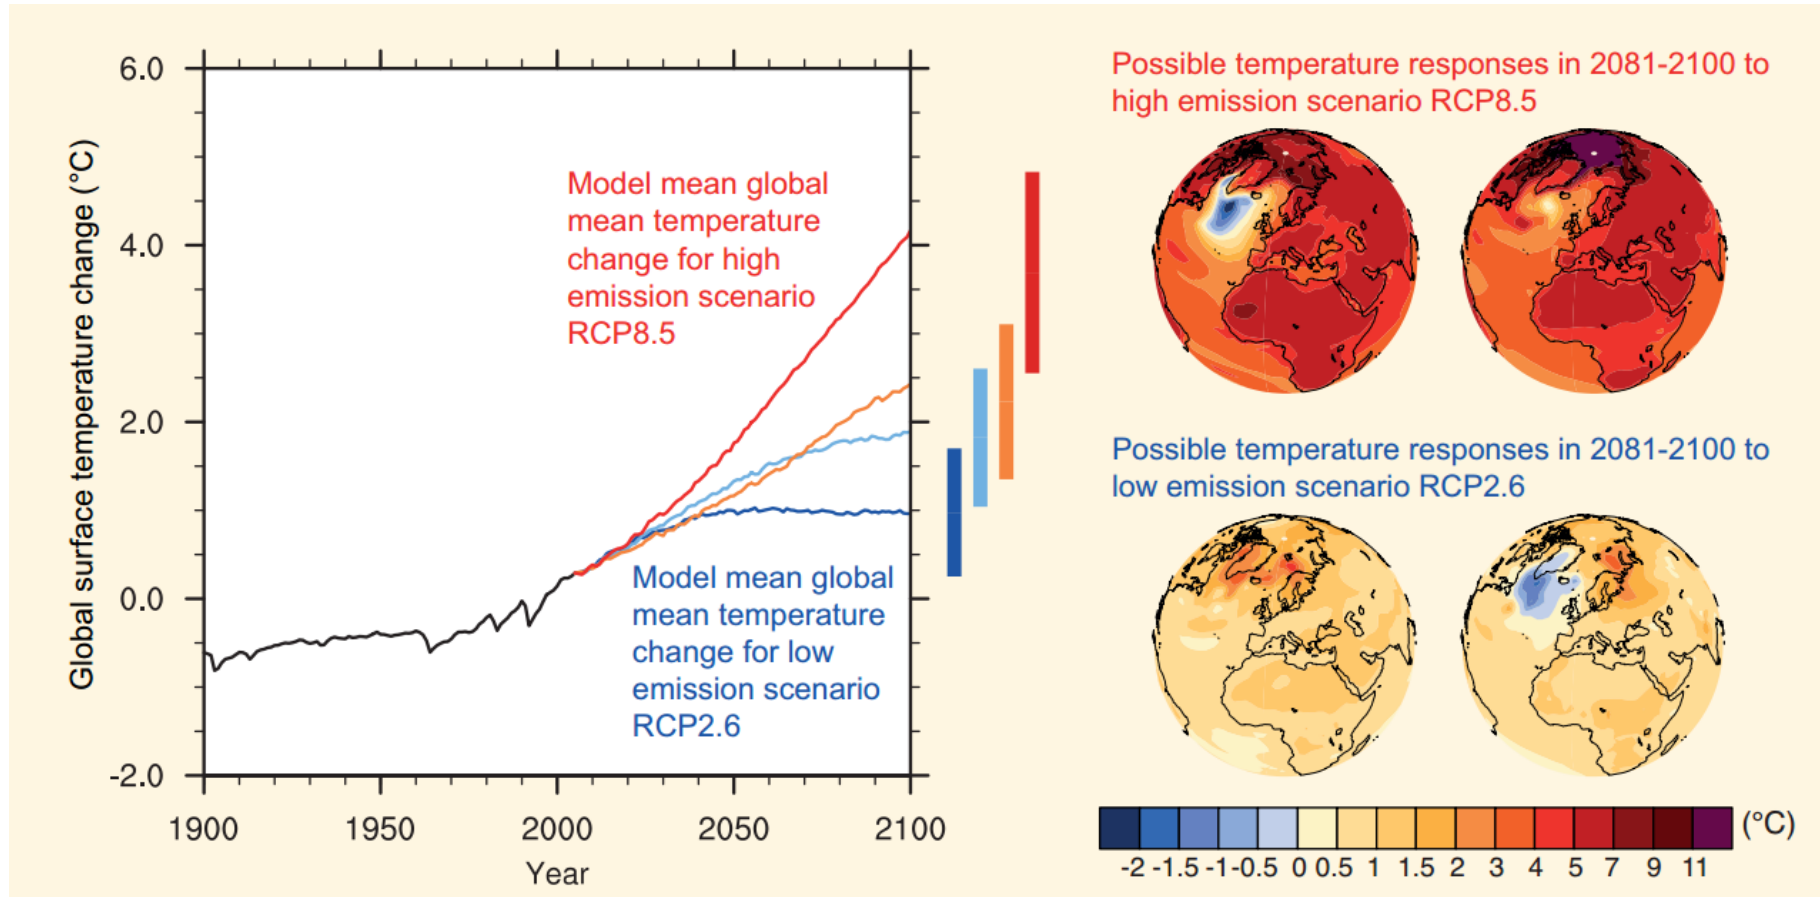 Global surface temperature change (°C)
6.0
4.0
2.0
0.0
-2.0
1900 1950 2000 2050 2100
Year
Model mean global
mean temperature
change for high
emission scenario
RCP8.5
Model mean global
mean temperature
change for low
emission scenario
RCP2.6
Possible temperature responses in 2081-2100 to
high emission scenario RCP8.5
Possible temperature responses in 2081-2100 to
low emission scenario RCP2.6
-2 -1.5 -1 -0.5 0 0.5 1 1.5 2 3 4 5 7 9 11
(°C)